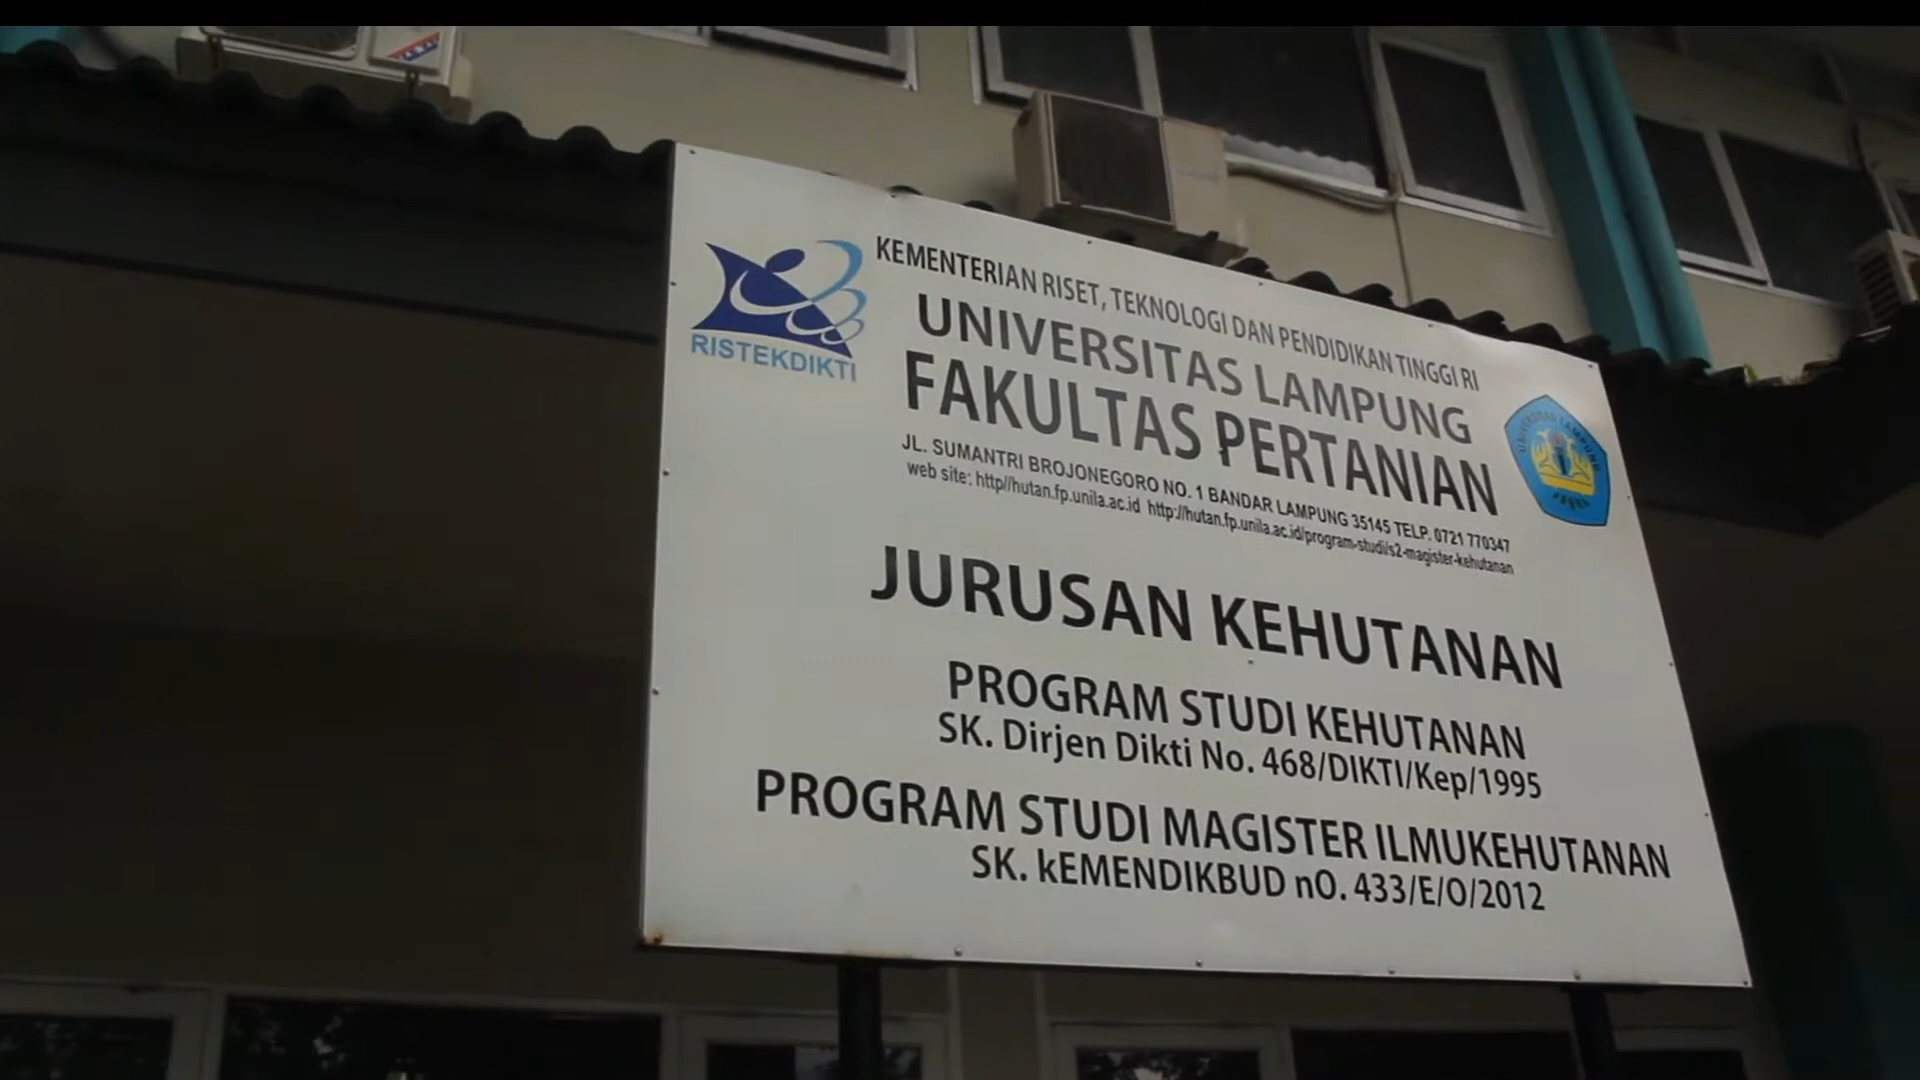 KEMENTERIAN RISET, TEKNOLOGI DAN PENDIDIKAN TINGGI RI
UNIVERSITAS LAMPUNG
FAKULTAS PERTANIAN
JL. SUMANTRI BROJONEGORO NO. 1 BANDAR LAMPUNG 35145 TELP. 0721 770347
web site: http//hutan.fp.unila.ac.id http://hutan.fp.unila.ac.id/program-studi/s2-magister-kehutanan
RISTEKDIKTI
UNIVERSITAS LAMPUNG
JURUSAN KEHUTANAN
PROGRAM STUDI KEHUTANAN
SK. Dirjen Dikti No. 468/DIKTI/Kep/1995
PROGRAM STUDI MAGISTER ILMUKEHUTANAN
SK. kEMENDIKBUD nO. 433/E/O/2012